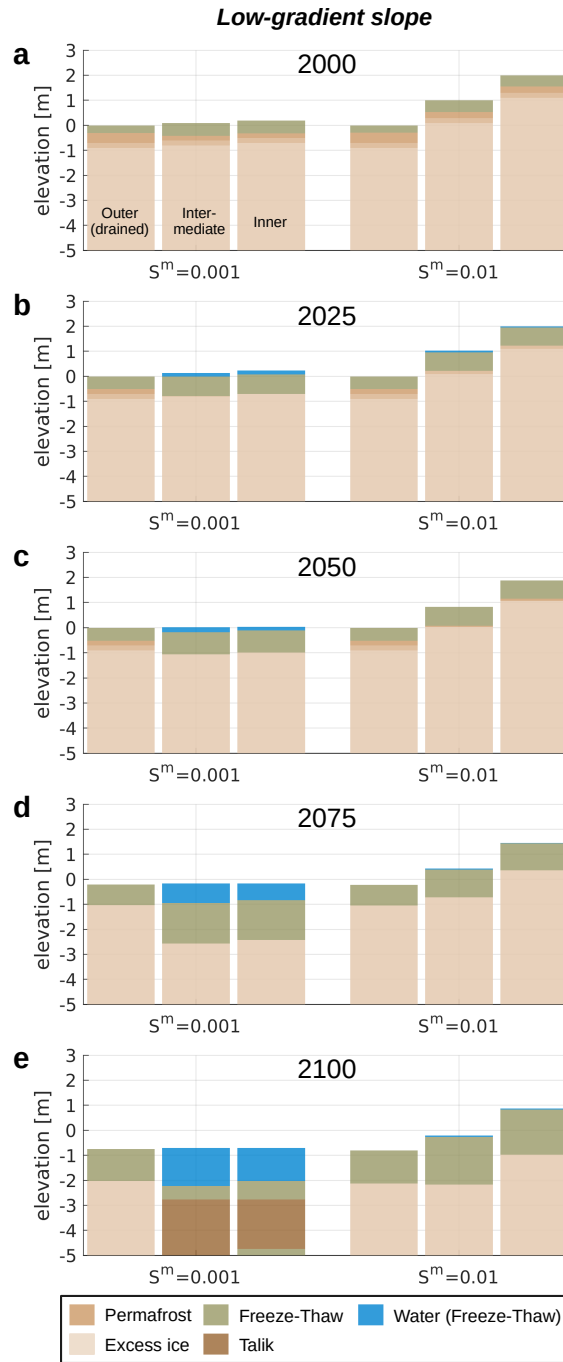 Low-gradient slope
a
2000
elevation [m]
3
2
1
0
-1
-2
-3
-4
-5
Outer
(drained)
Inter-
mediate
Inner
S^m=0.001
S^m=0.01
b
2025
elevation [m]
3
2
1
0
-1
-2
-3
-4
-5
S^m=0.001
S^m=0.01
c
2050
elevation [m]
3
2
1
0
-1
-2
-3
-4
-5
S^m=0.001
S^m=0.01
d
2075
elevation [m]
3
2
1
0
-1
-2
-3
-4
-5
S^m=0.001
S^m=0.01
e
2100
elevation [m]
3
2
1
0
-1
-2
-3
-4
-5
S^m=0.001
S^m=0.01
Permafrost
Freeze-Thaw
Water (Freeze-Thaw)
Excess ice
Talik